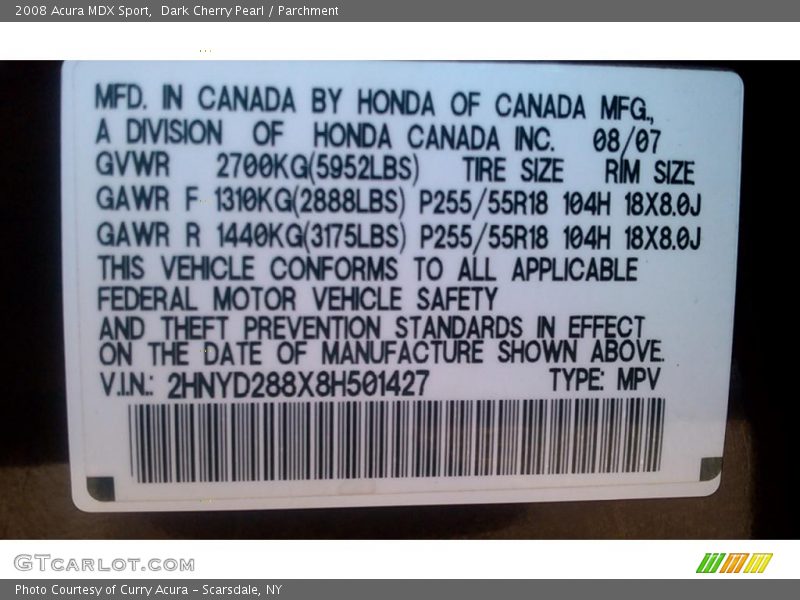 2008 Acura MDX Sport,  Dark Cherry Pearl / Parchment
MFD. IN CANADA BY HONDA OF CANADA MFG.,
A DIVISION OF HONDA CANADA INC. 08/07
GVWR 2700KG(5952LBS) TIRE SIZE RIM SIZE
GAWR F 1310KG(2888LBS) P255/55R18 104H 18X8.0J
GAWR R 1440KG(3175LBS) P255/55R18 104H 18X8.0J
THIS VEHICLE CONFORMS TO ALL APPLICABLE
FEDERAL MOTOR VEHICLE SAFETY
AND THEFT PREVENTION STANDARDS IN EFFECT
ON THE DATE OF MANUFACTURE SHOWN ABOVE.
V.I.N.: 2HNYD288X8H501427 TYPE: MPV
GTCARLOT.COM
Photo Courtesy of Curry Acura - Scarsdale, NY